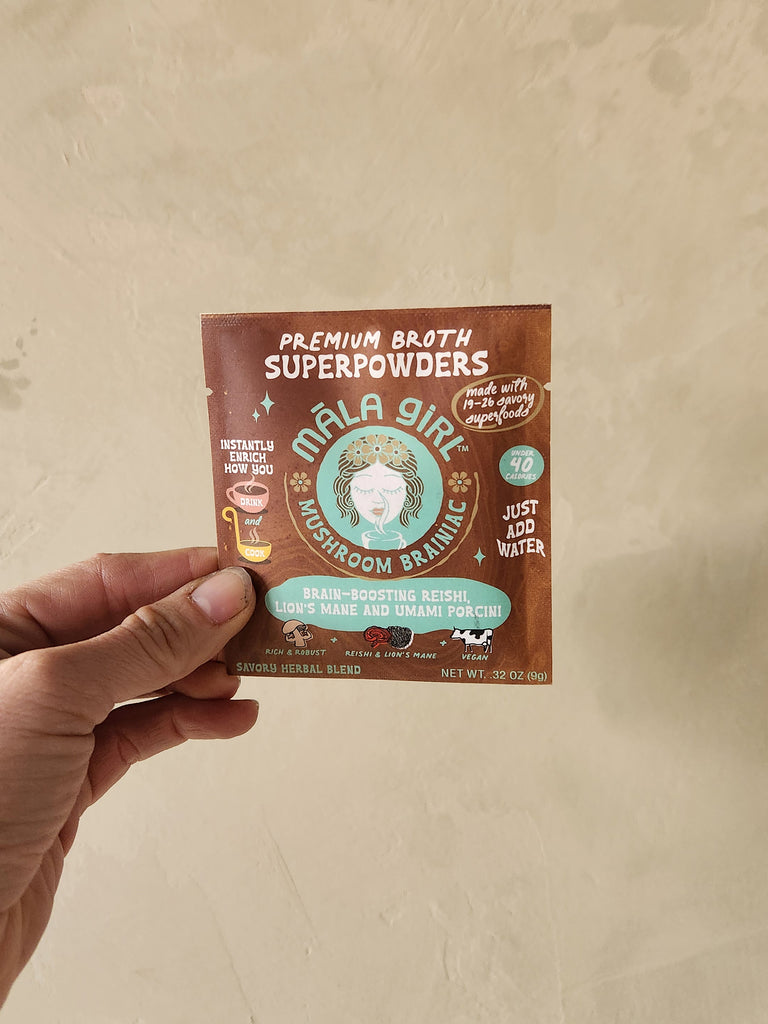 PREMIUM BROTH
SUPERPOWDERS
made with
19-26 savory
superfoods
MĀLA GiRL™
MUSHROOM BRAINIAC
INSTANTLY
ENRICH
HOW YOU
DRINK
and
COOK
UNDER
40
CALORIES
JUST
ADD
WATER
BRAIN-BOOSTING REISHI,
LION'S MANE AND UMAMI PORCINI
RICH & ROBUST + REISHI & LION'S MANE + VEGAN
SAVORY HERBAL BLEND
NET WT. .32 OZ (9g)